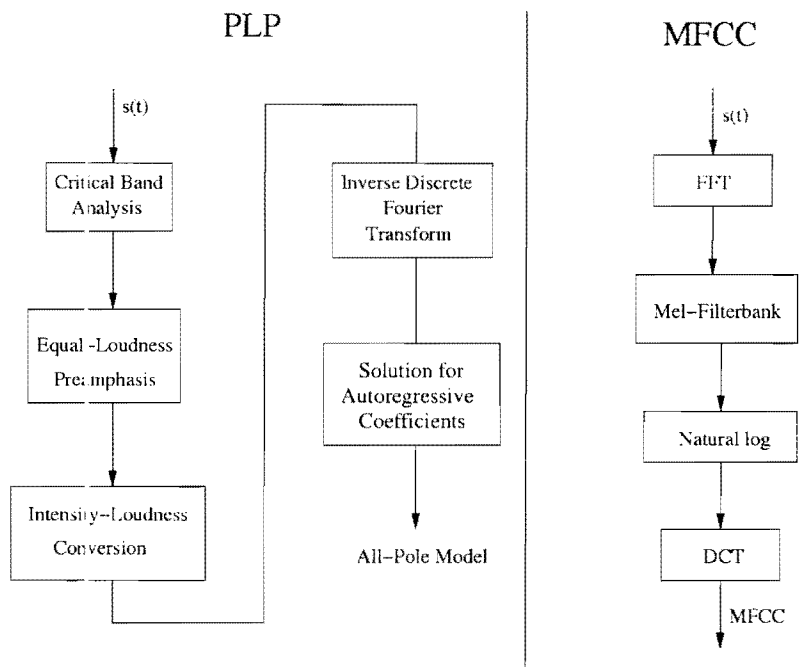 PLP
s(t)
Critical Band
Analysis
Equal-Loudness
Preamphasis
Intensity-Loudness
Conversion
Inverse Discrete
Fourier
Transform
Solution for
Autoregressive
Coefficients
All-Pole Model
MFCC
s(t)
FFT
Mel-Filterbank
Natural log
DCT
MFCC